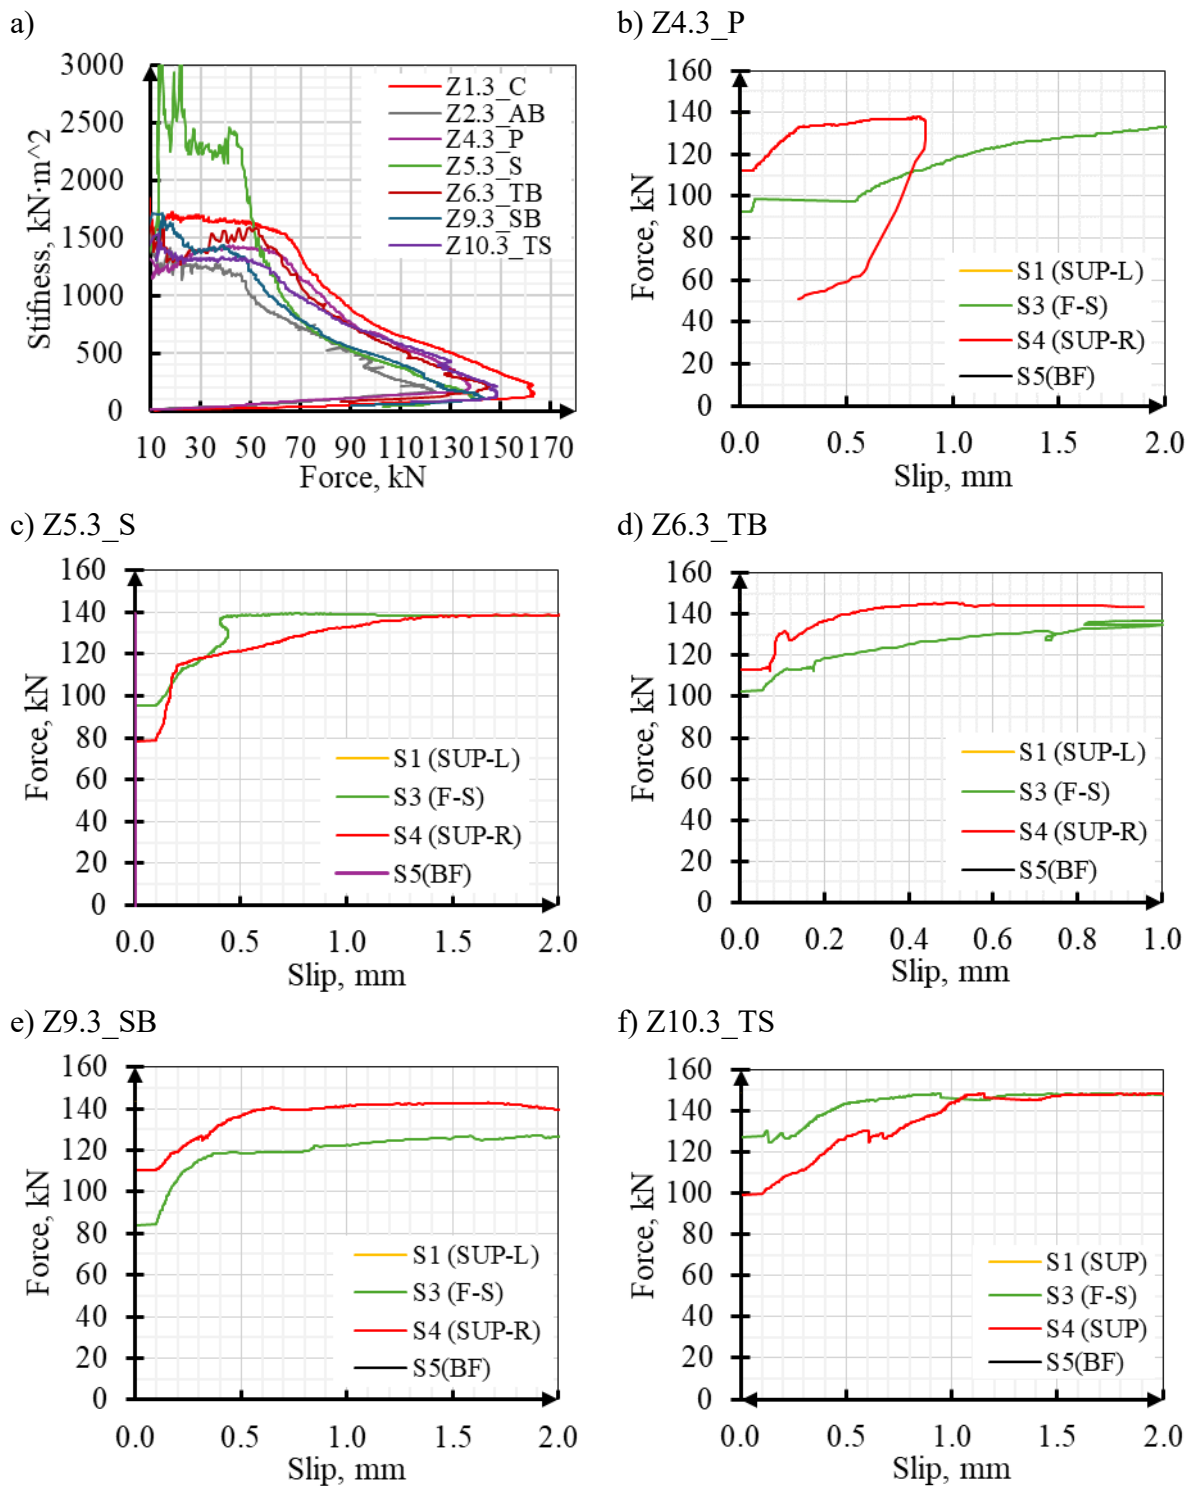 a)
Stifness, kN·m^2
3000
2500
2000
1500
1000
500
0
10 30 50 70 90 110 130 150 170
Force, kN
Z1.3_C
Z2.3_AB
Z4.3_P
Z5.3_S
Z6.3_TB
Z9.3_SB
Z10.3_TS
b) Z4.3_P
Force, kN
160
140
120
100
80
60
40
20
0
0.0 0.5 1.0 1.5 2.0
Slip, mm
S1 (SUP-L)
S3 (F-S)
S4 (SUP-R)
S5(BF)
c) Z5.3_S
Force, kN
160
140
120
100
80
60
40
20
0
0.0 0.5 1.0 1.5 2.0
Slip, mm
S1 (SUP-L)
S3 (F-S)
S4 (SUP-R)
S5(BF)
d) Z6.3_TB
Force, kN
160
140
120
100
80
60
40
20
0
0.0 0.2 0.4 0.6 0.8 1.0
Slip, mm
S1 (SUP-L)
S3 (F-S)
S4 (SUP-R)
S5(BF)
e) Z9.3_SB
Force, kN
160
140
120
100
80
60
40
20
0
0.0 0.5 1.0 1.5 2.0
Slip, mm
S1 (SUP-L)
S3 (F-S)
S4 (SUP-R)
S5(BF)
f) Z10.3_TS
Force, kN
160
140
120
100
80
60
40
20
0
0.0 0.5 1.0 1.5 2.0
Slip, mm
S1 (SUP)
S3 (F-S)
S4 (SUP)
S5(BF)